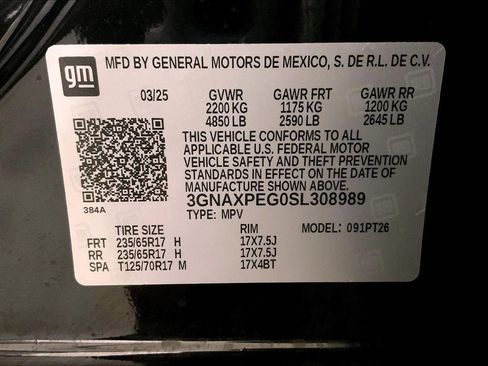 gm
MFD BY GENERAL MOTORS DE MEXICO, S. DE R.L. DE C.V.
03/25 GVWR GAWR FRT GAWR RR
2200 KG 1175 KG 1200 KG
4850 LB 2590 LB 2645 LB
THIS VEHICLE CONFORMS TO ALL
APPLICABLE U.S. FEDERAL MOTOR
VEHICLE SAFETY AND THEFT PREVENTION
STANDARDS IN EFFECT ON THE DATE OF
MANUFACTURE SHOWN ABOVE.
384A
3GNAXPEG0SL308989
TYPE: MPV MODEL: 091PT26
TIRE SIZE RIM
FRT 235/65R17 H 17X7.5J
RR 235/65R17 H 17X7.5J
SPA T125/70R17 M 17X4BT